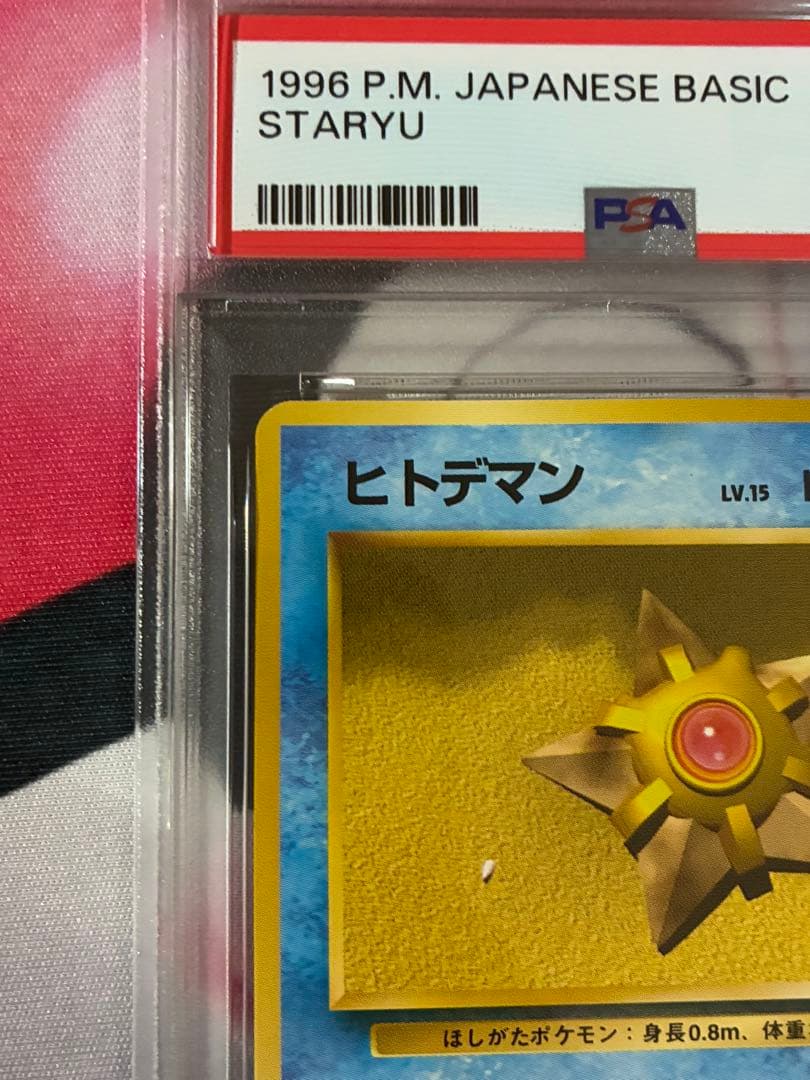 1996 P.M. JAPANESE BASIC
STARYU
PSA
ヒトデマン LV.15
ほしがたポケモン：身長0.8m、体重